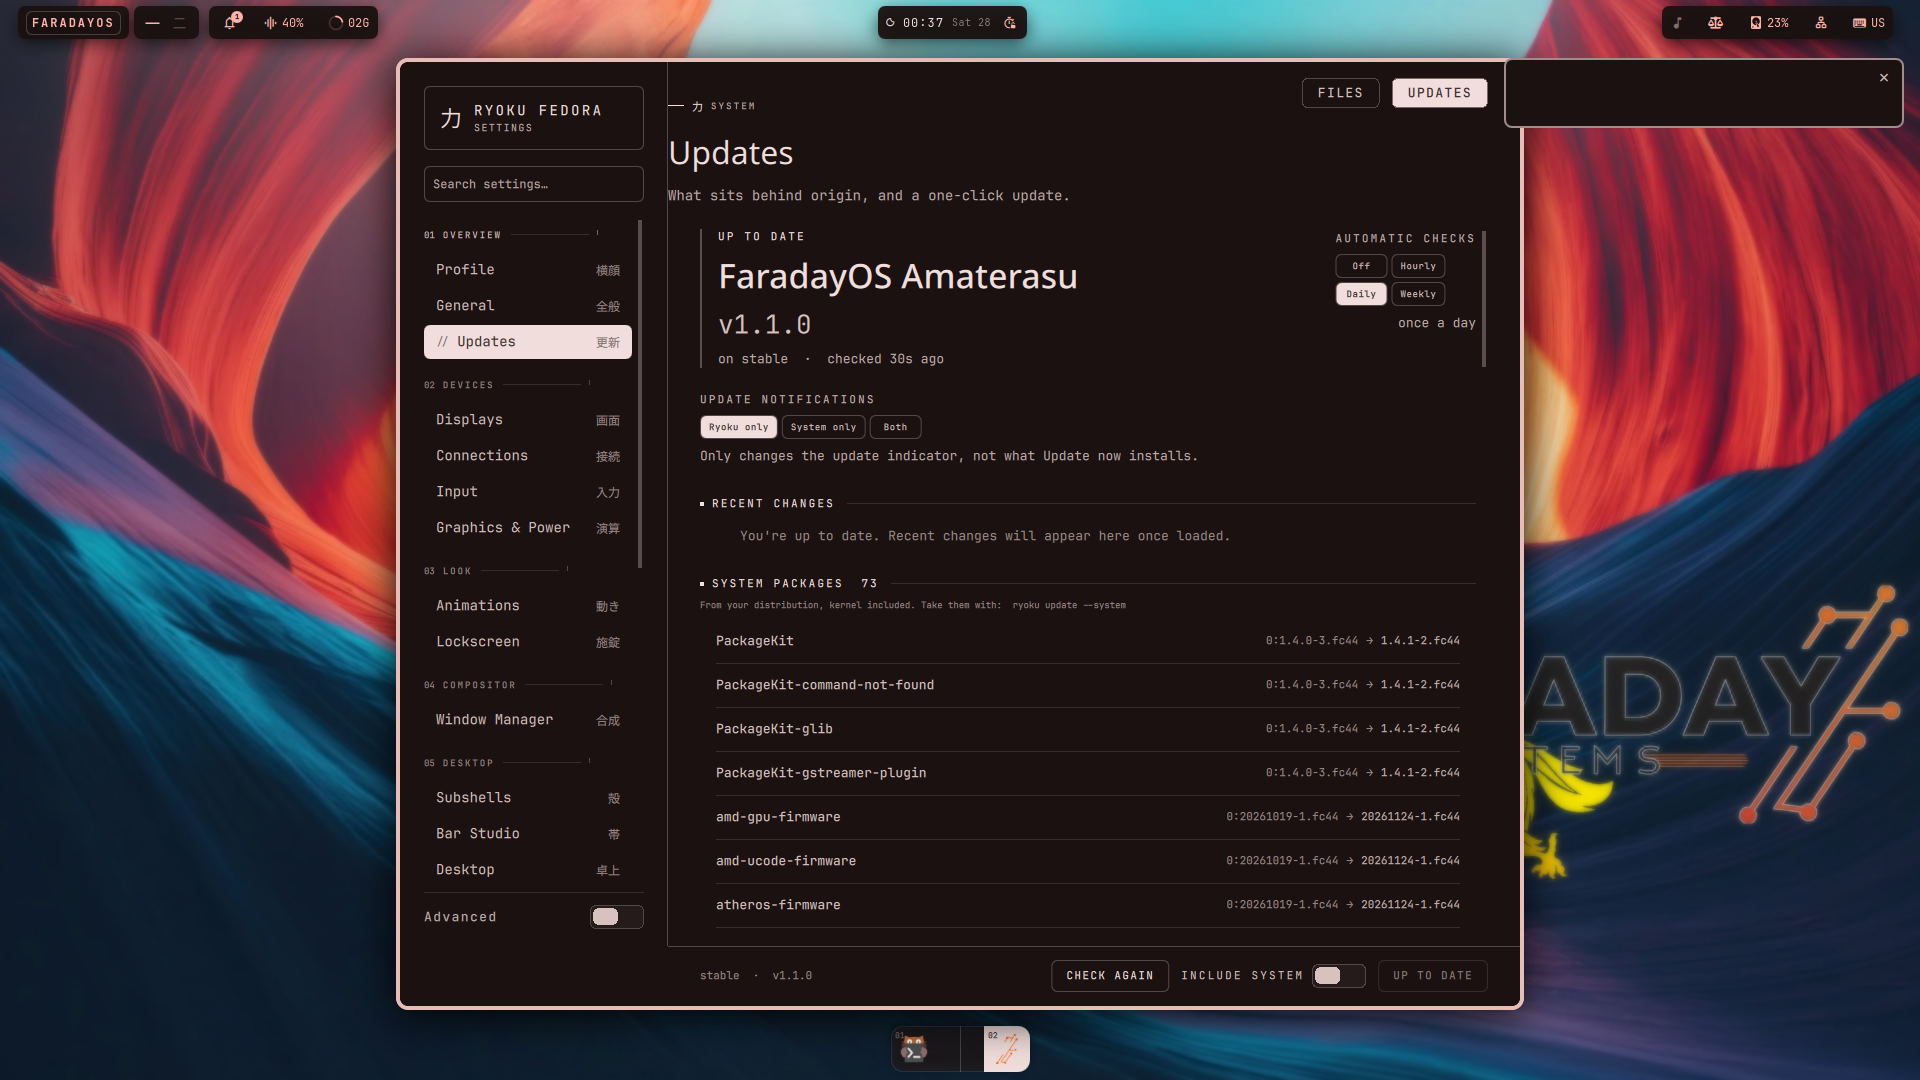 FARADAYOS
1
40%
02G
00:37 Sat 28
23%
US
力 RYOKU FEDORA
SETTINGS
Search settings…
01 OVERVIEW
Profile 横顔
General 全般
// Updates 更新
02 DEVICES
Displays 画面
Connections 接続
Input 入力
Graphics & Power 演算
03 LOOK
Animations 動き
Lockscreen 施錠
04 COMPOSITOR
Window Manager 合成
05 DESKTOP
Subshells 殻
Bar Studio 帯
Desktop 卓上
Advanced
力 SYSTEM
FILES
UPDATES
×
Updates
What sits behind origin, and a one-click update.
UP TO DATE
FaradayOS Amaterasu
v1.1.0
on stable · checked 30s ago
AUTOMATIC CHECKS
Off Hourly
Daily Weekly
once a day
UPDATE NOTIFICATIONS
Ryoku only System only Both
Only changes the update indicator, not what Update now installs.
RECENT CHANGES
You're up to date. Recent changes will appear here once loaded.
SYSTEM PACKAGES 73
From your distribution, kernel included. Take them with: ryoku update --system
PackageKit 0:1.4.0-3.fc44 → 1.4.1-2.fc44
PackageKit-command-not-found 0:1.4.0-3.fc44 → 1.4.1-2.fc44
PackageKit-glib 0:1.4.0-3.fc44 → 1.4.1-2.fc44
PackageKit-gstreamer-plugin 0:1.4.0-3.fc44 → 1.4.1-2.fc44
amd-gpu-firmware 0:20261019-1.fc44 → 20261124-1.fc44
amd-ucode-firmware 0:20261019-1.fc44 → 20261124-1.fc44
atheros-firmware 0:20261019-1.fc44 → 20261124-1.fc44
stable · v1.1.0
CHECK AGAIN
INCLUDE SYSTEM
UP TO DATE
ADAY
TEMS
01
02